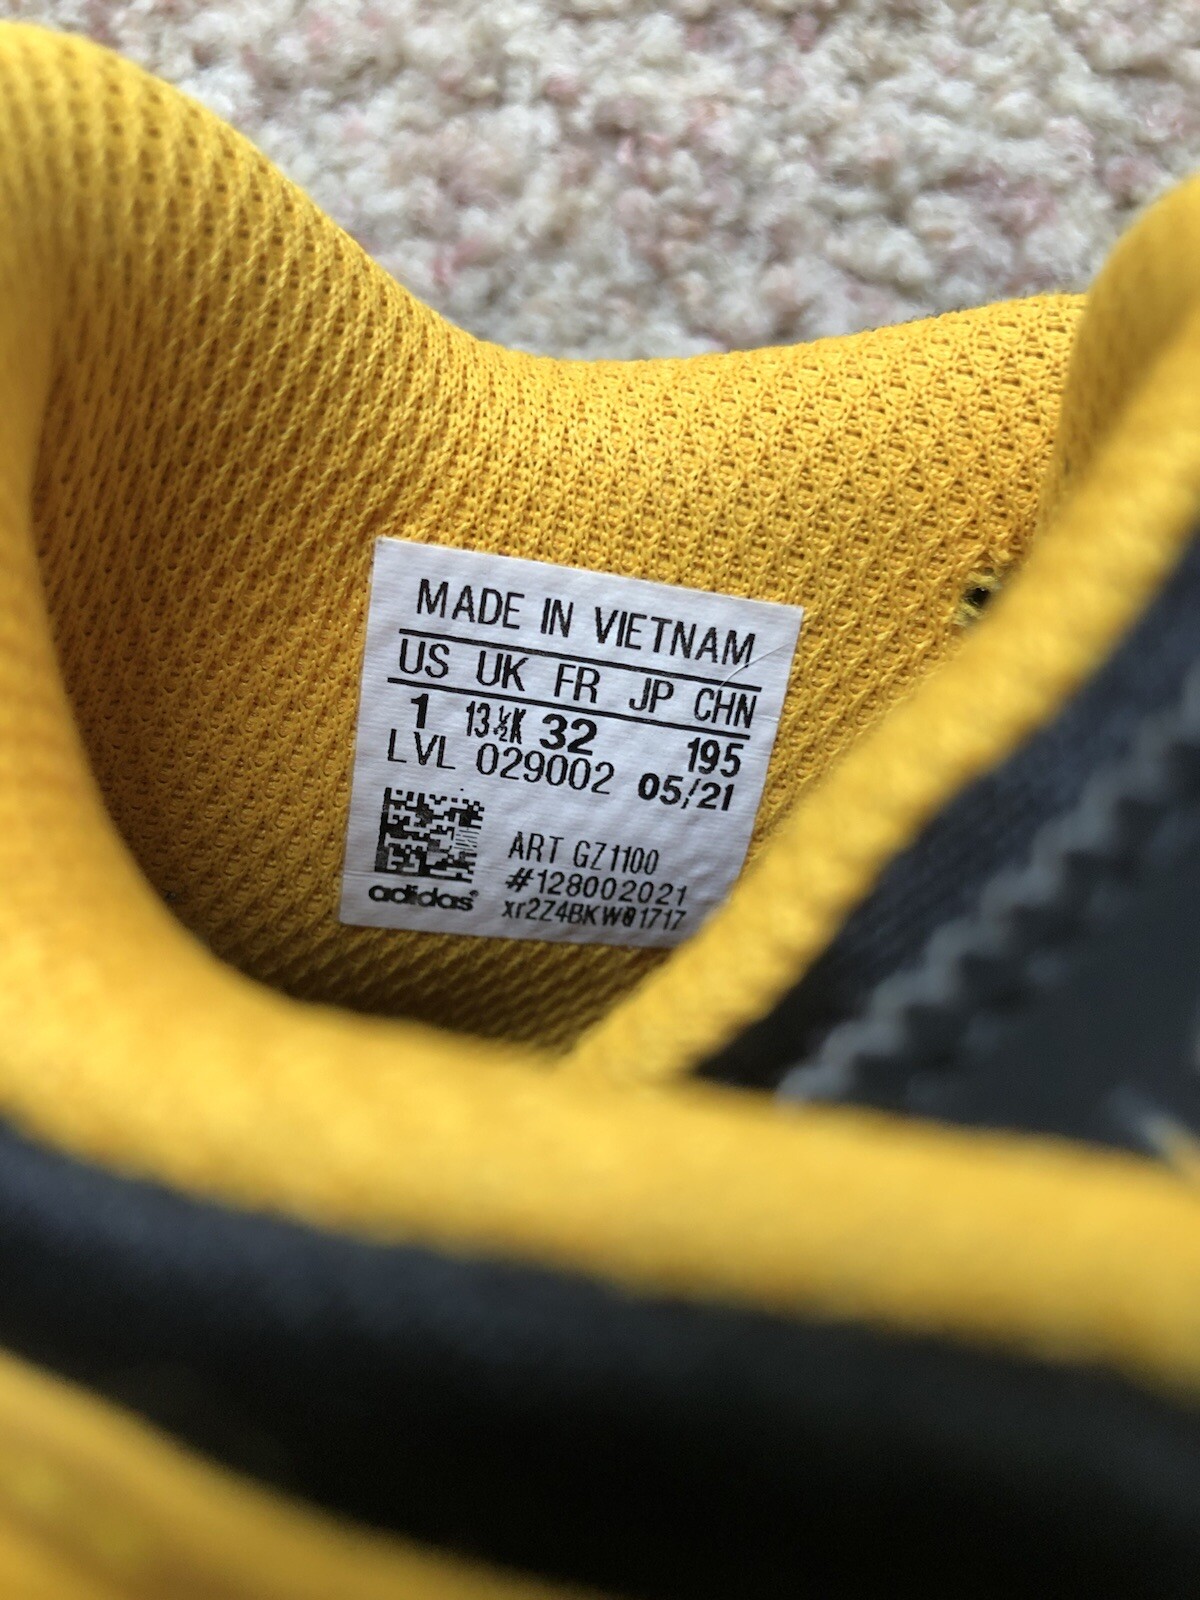 MADE IN VIETNAM
US UK FR JP CHN
1 13½K 32 195
LVL 029002 05/21
ART GZ1100
#128002021
adidas® xr2Z4BKW01717